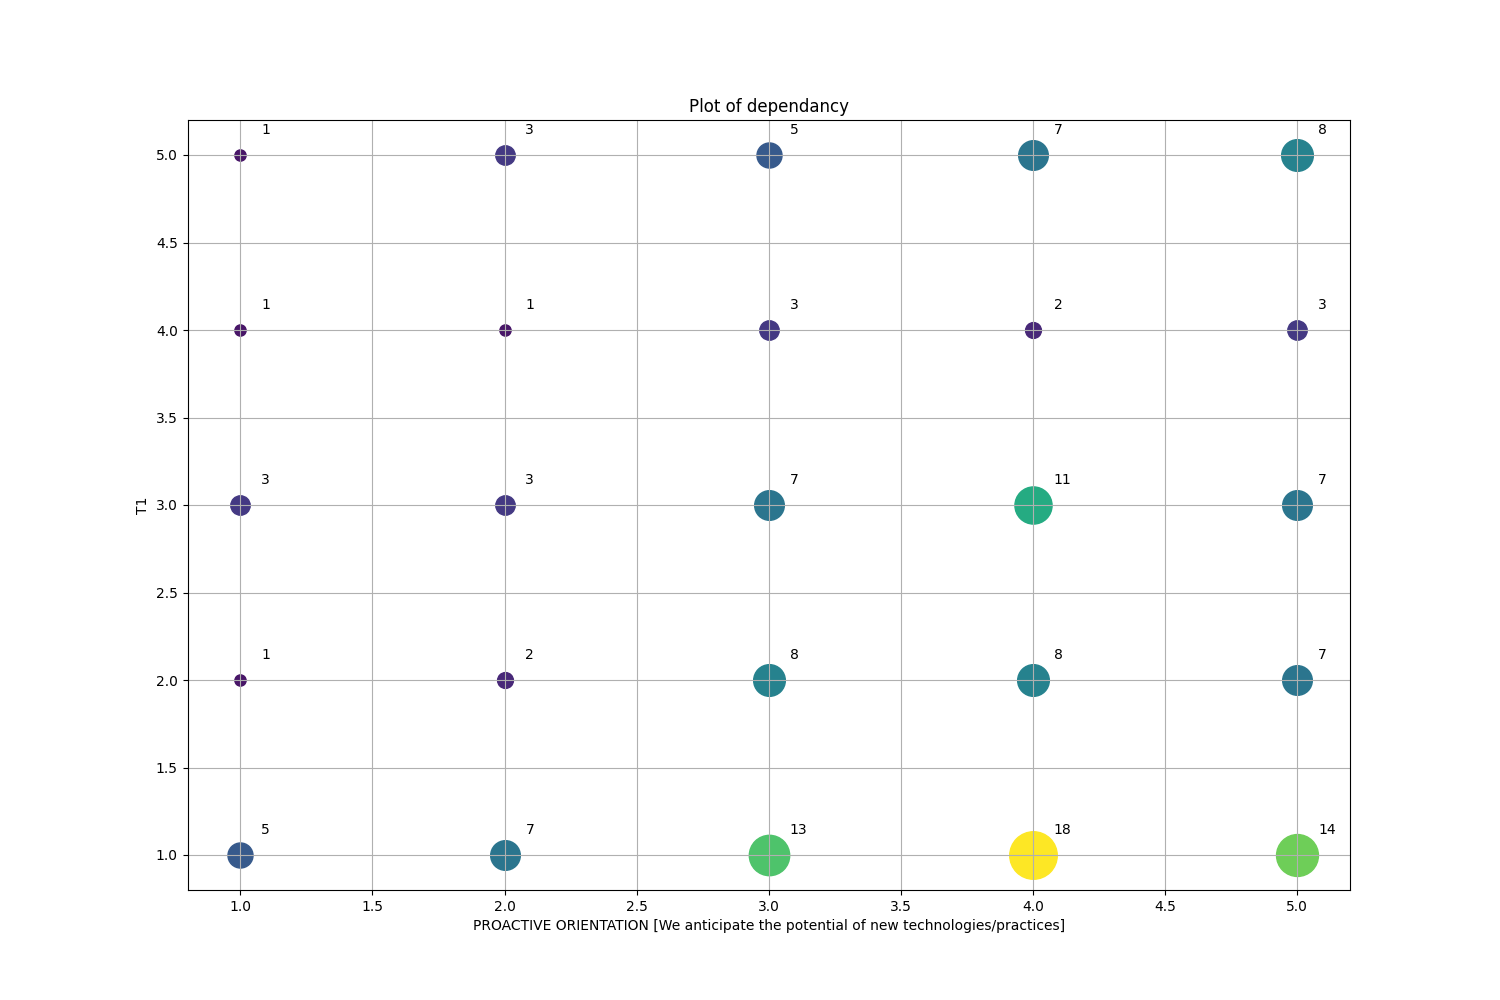 Plot of dependancy
1 3 5 7 8
5.0
4.5
1 1 3 2 3
4.0
3.5
3 3 7 11 7
3.0
T1
2.5
1 2 8 8 7
2.0
1.5
5 7 13 18 14
1.0
1.0 1.5 2.0 2.5 3.0 3.5 4.0 4.5 5.0
PROACTIVE ORIENTATION [We anticipate the potential of new technologies/practices]